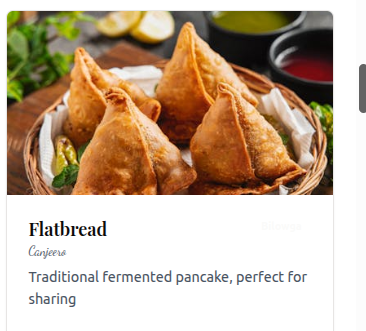 Flatbread
Canjeero
Traditional fermented pancake, perfect for
sharing